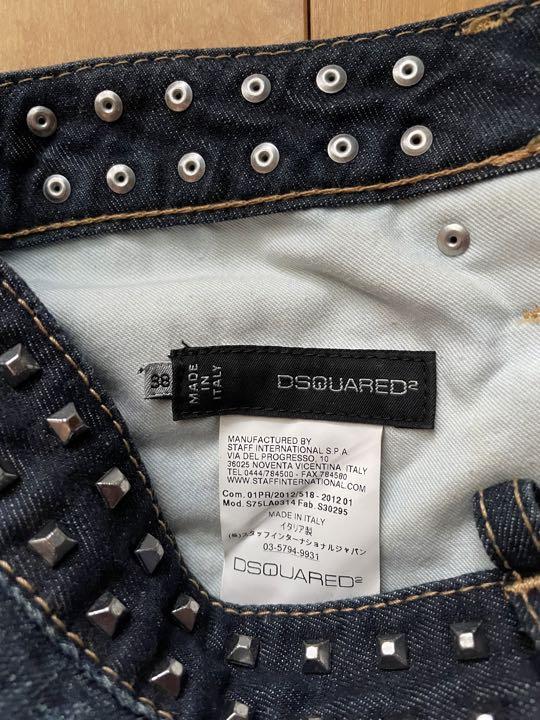 38
MADE
IN
ITALY
DSQUARED2
MANUFACTURED BY
STAFF INTERNATIONAL S.P.A.
VIA DEL PROGRESSO, 10
36025 NOVENTA VICENTINA ITALY
TEL 0444/784500 - FAX 784501
WWW.STAFFINTERNATIONAL.COM
Com. 01PR/2012/518 - 2012 01
Mod. S75LA0314 Fab. S30295
MADE IN ITALY
イタリア製
(株)スタッフインターナショナルジャパン
03-5794-9931
DSQUARED2